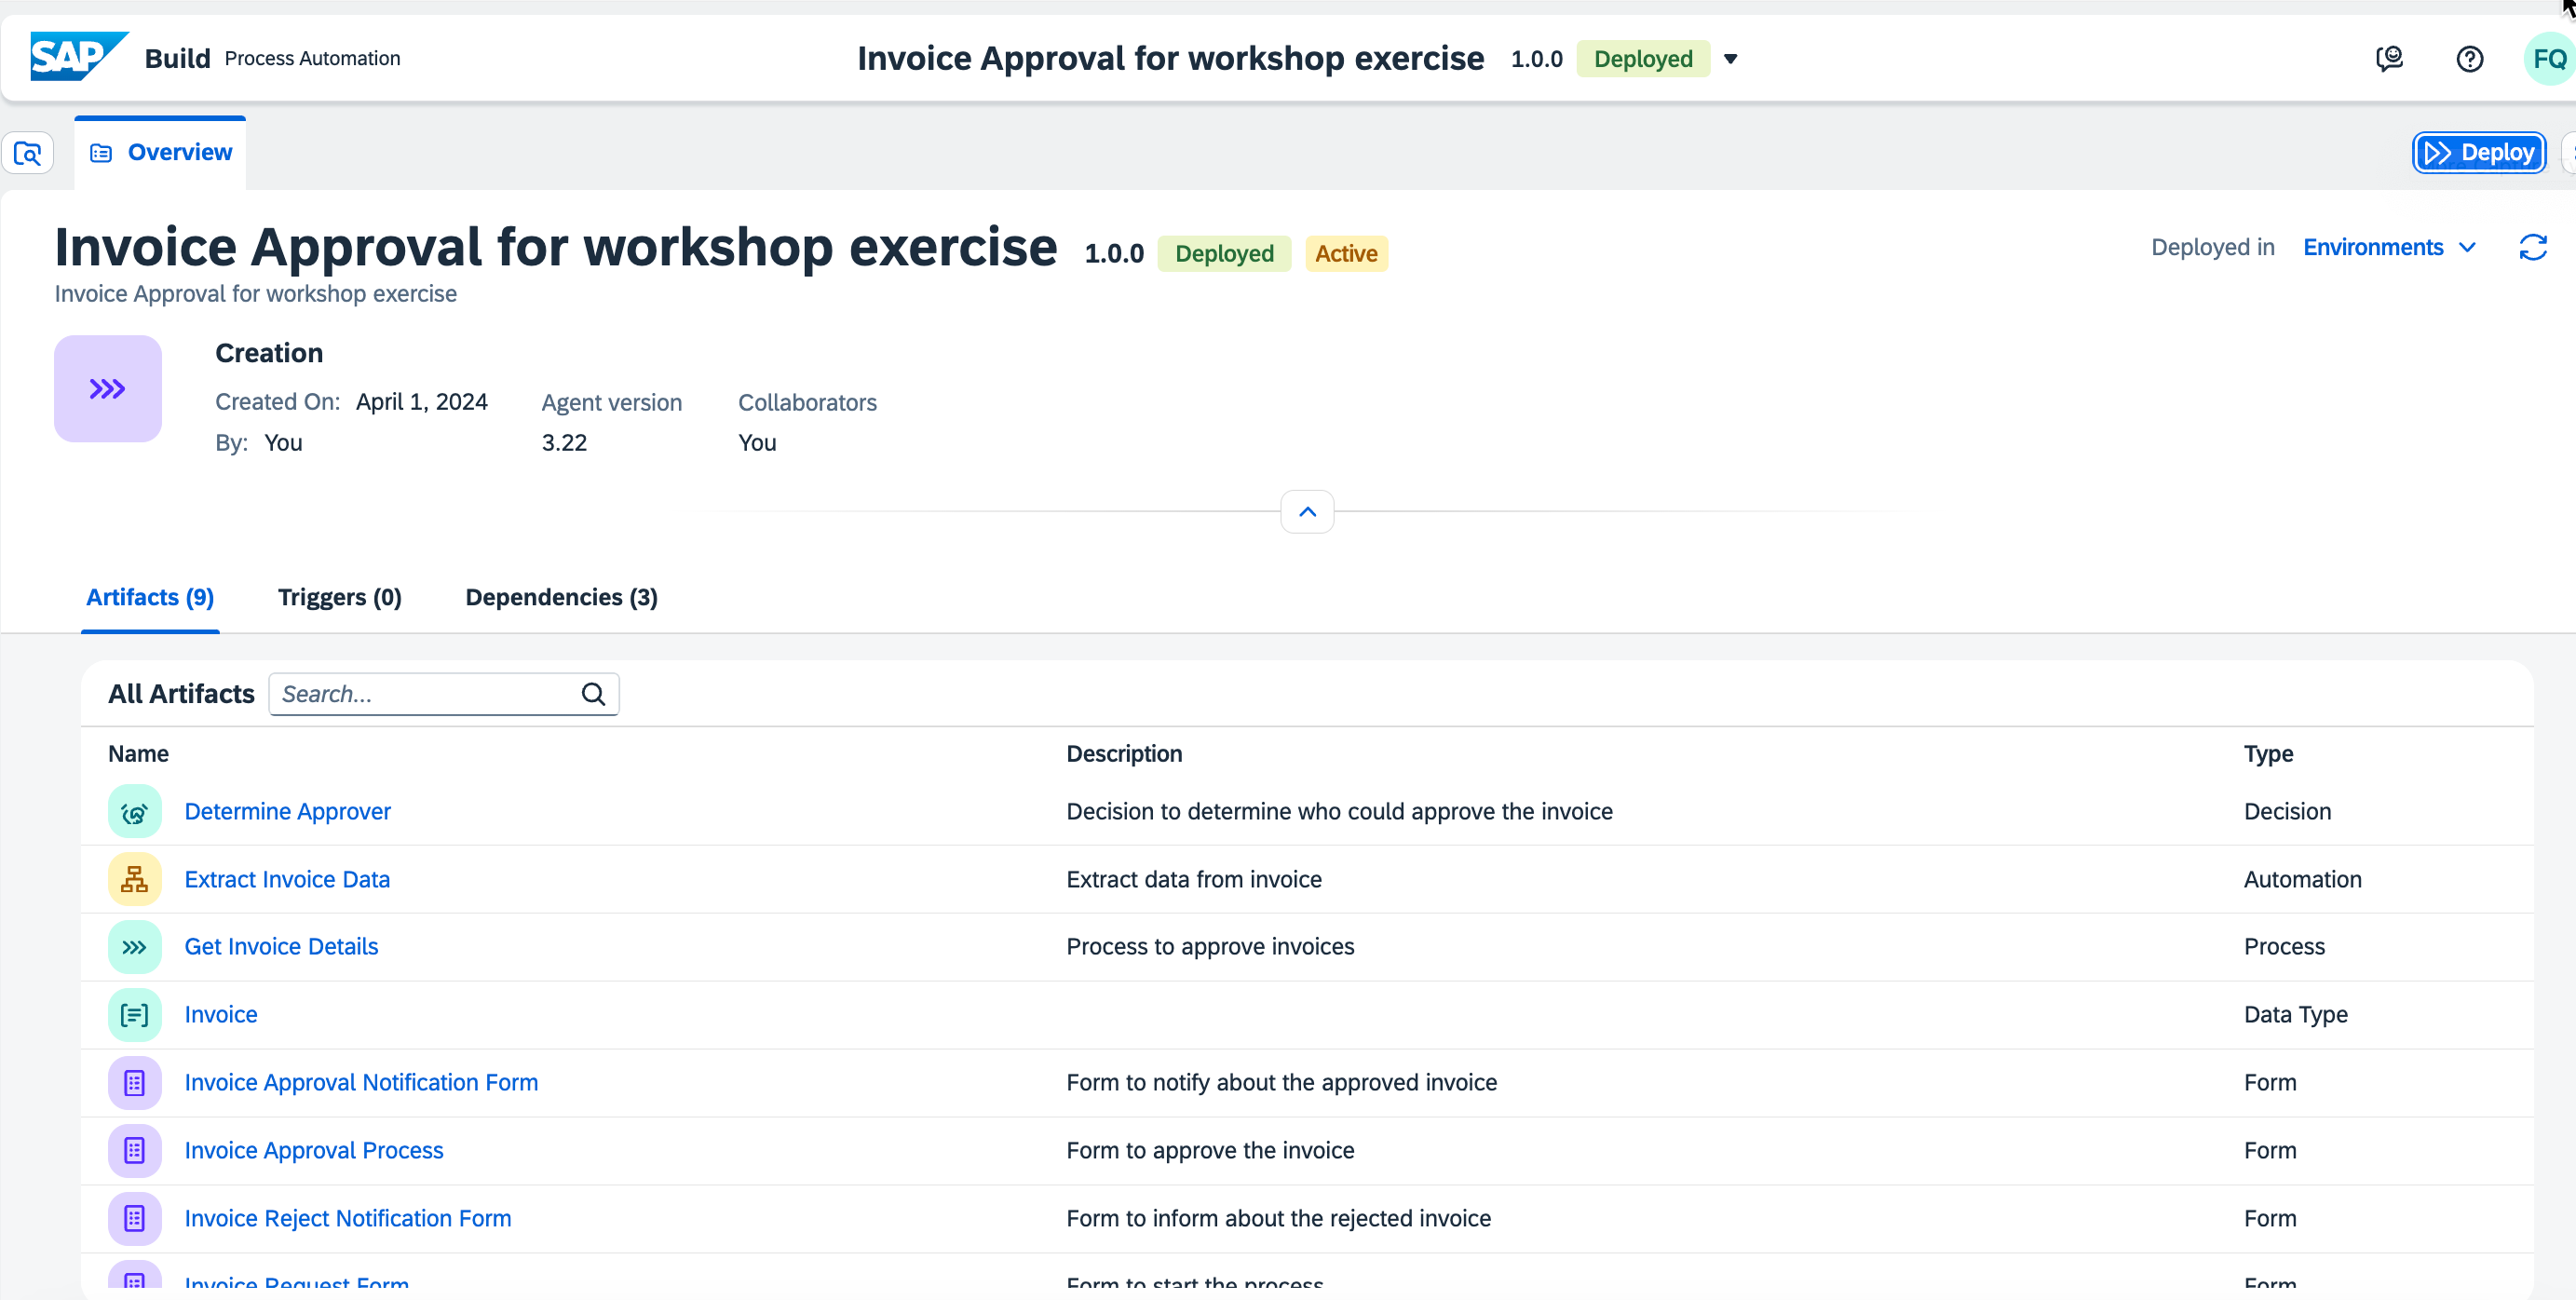 SAP Build Process Automation
Invoice Approval for workshop exercise 1.0.0 Deployed
FQ
Overview
Deploy
Invoice Approval for workshop exercise 1.0.0 Deployed Active
Deployed in Environments
Invoice Approval for workshop exercise
Creation
Created On: April 1, 2024 Agent version Collaborators
By: You 3.22 You
Artifacts (9) Triggers (0) Dependencies (3)
All Artifacts Search...
Name Description Type
Determine Approver Decision to determine who could approve the invoice Decision
Extract Invoice Data Extract data from invoice Automation
Get Invoice Details Process to approve invoices Process
Invoice Data Type
Invoice Approval Notification Form Form to notify about the approved invoice Form
Invoice Approval Process Form to approve the invoice Form
Invoice Reject Notification Form Form to inform about the rejected invoice Form
Invoice Request Form Form to start the process Form